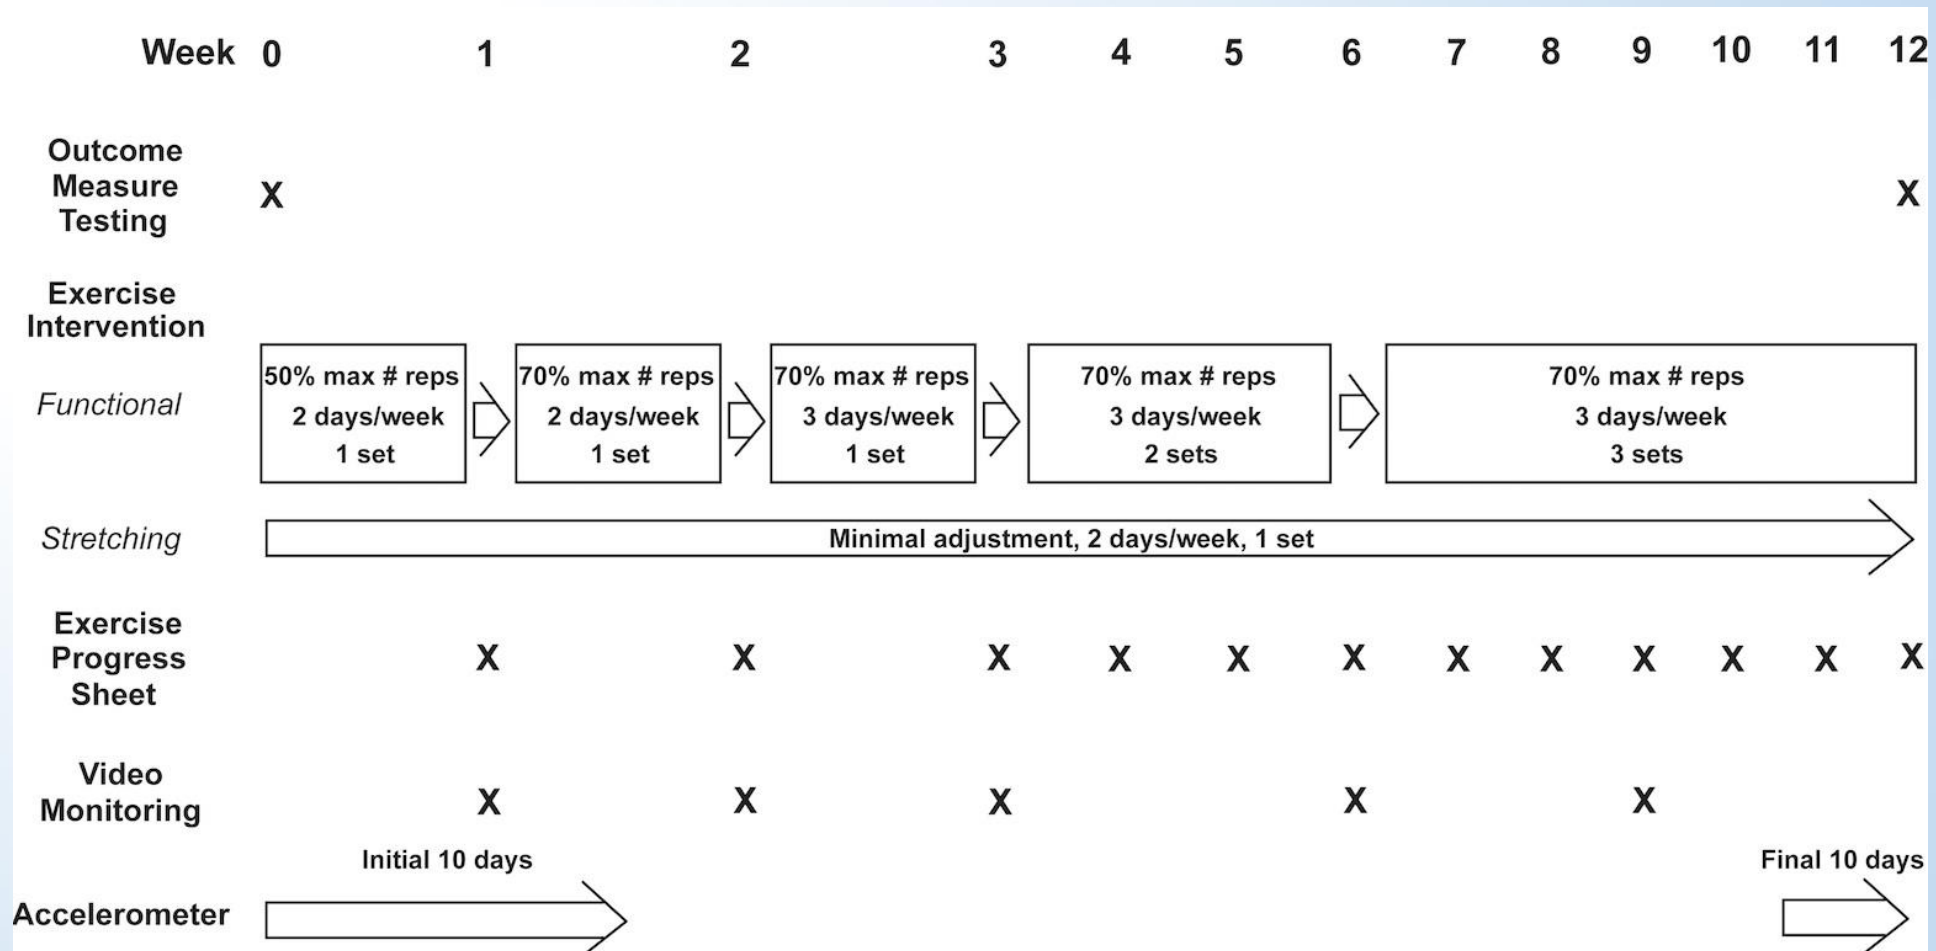 Week 0 1 2 3 4 5 6 7 8 9 10 11 12
Outcome
Measure
Testing
X X
Exercise
Intervention
Functional
50% max # reps
2 days/week
1 set
70% max # reps
2 days/week
1 set
70% max # reps
3 days/week
1 set
70% max # reps
3 days/week
2 sets
70% max # reps
3 days/week
3 sets
Stretching
Minimal adjustment, 2 days/week, 1 set
Exercise
Progress
Sheet
X X X X X X X X X X X X
Video
Monitoring
X X X X X
Initial 10 days
Final 10 days
Accelerometer